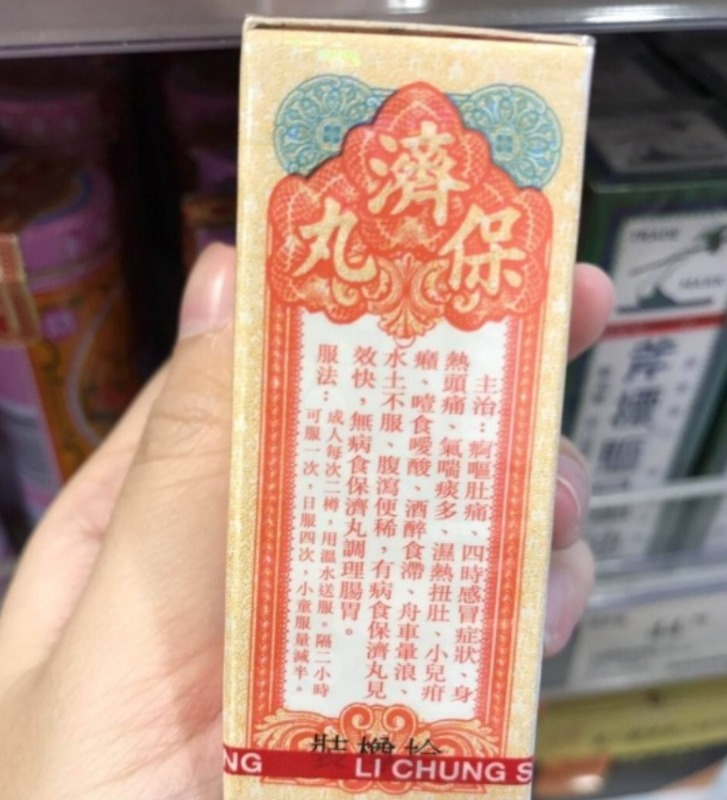 保濟丸
主治：痾嘔肚痛、四時感冒症狀、身
熱頭痛、氣喘痰多、濕熱扭肚、小兒疳
癪、噎食噯酸、酒醉食滯、舟車暈浪、
水土不服、腹瀉便稀，有病食保濟丸見
效快，無病食保濟丸調理腸胃。
服法：成人每次二樽，用溫水送服。隔二小時
可服一次，日服四次，小童服量減半。
NG LI CHUNG S
TRADE